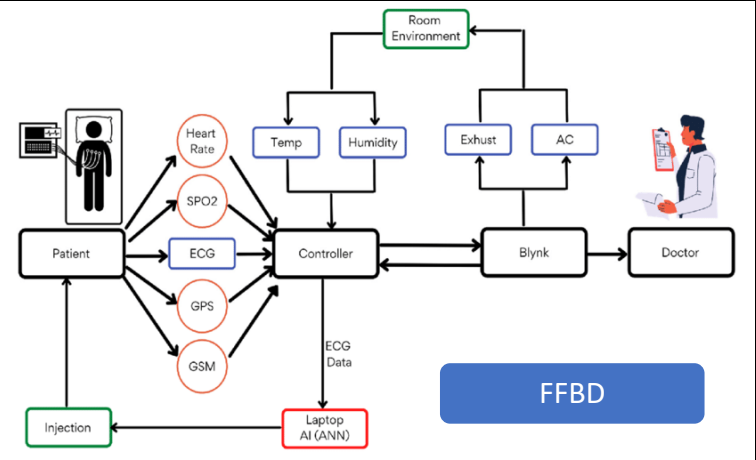 Room
Environment
Temp
Humidity
Exhust
AC
Heart
Rate
SPO2
Patient
ECG
Controller
Blynk
Doctor
GPS
GSM
ECG
Data
FFBD
Injection
Laptop
AI (ANN)